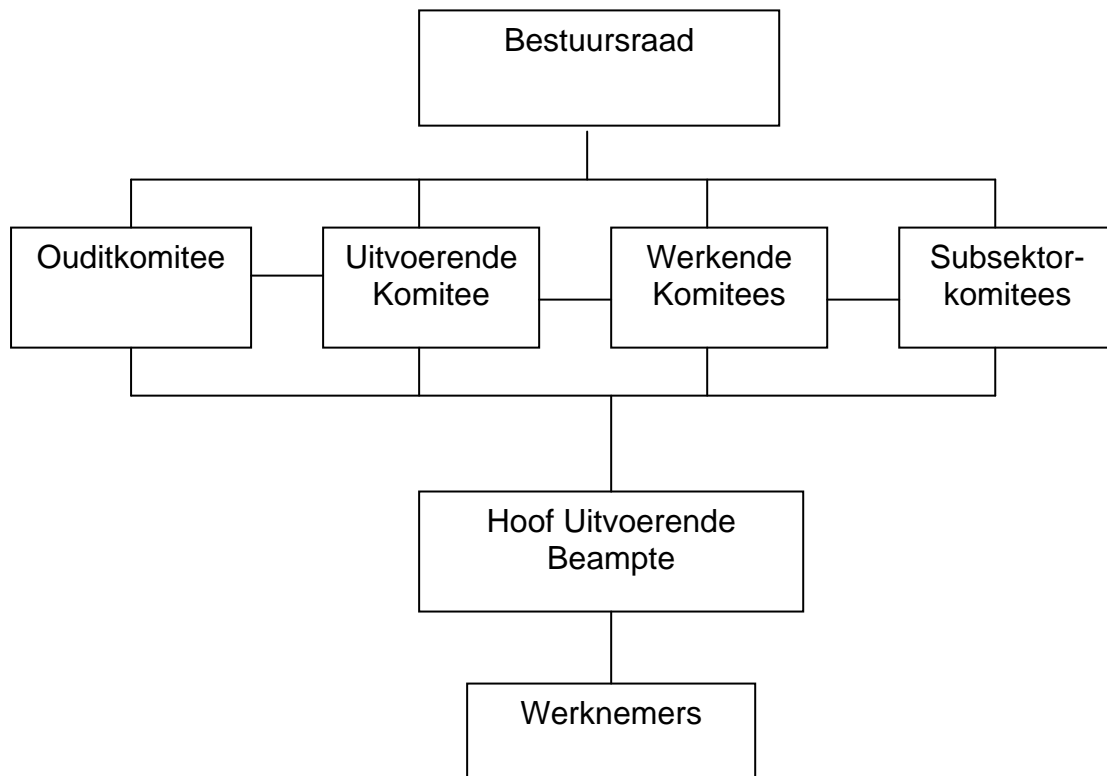 Bestuursraad
Ouditkomitee
Uitvoerende
Komitee
Werkende
Komitees
Subsektor-
komitees
Hoof Uitvoerende
Beampte
Werknemers